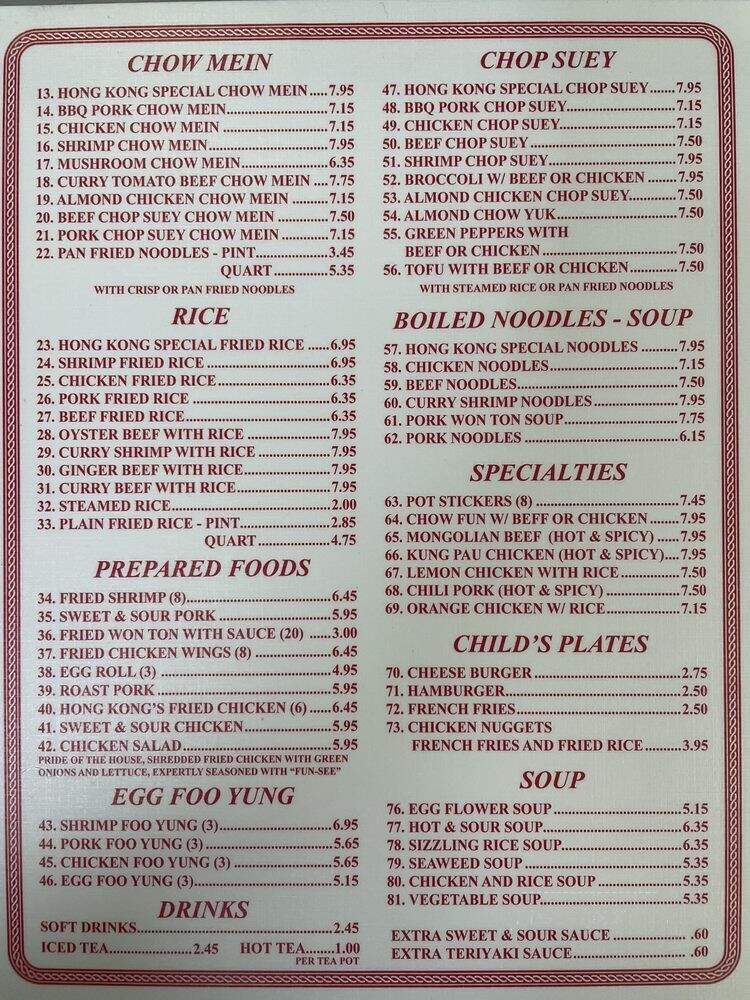 CHOW MEIN
13. HONG KONG SPECIAL CHOW MEIN.....7.95
14. BBQ PORK CHOW MEIN.....7.15
15. CHICKEN CHOW MEIN.....7.15
16. SHRIMP CHOW MEIN.....7.95
17. MUSHROOM CHOW MEIN.....6.35
18. CURRY TOMATO BEEF CHOW MEIN....7.75
19. ALMOND CHICKEN CHOW MEIN.....7.15
20. BEEF CHOP SUEY CHOW MEIN.....7.50
21. PORK CHOP SUEY CHOW MEIN.....7.15
22. PAN FRIED NOODLES - PINT.....3.45
QUART.....5.35
WITH CRISP OR PAN FRIED NOODLES
RICE
23. HONG KONG SPECIAL FRIED RICE......6.95
24. SHRIMP FRIED RICE.....6.95
25. CHICKEN FRIED RICE.....6.35
26. PORK FRIED RICE.....6.35
27. BEEF FRIED RICE.....6.35
28. OYSTER BEEF WITH RICE.....7.95
29. CURRY SHRIMP WITH RICE.....7.95
30. GINGER BEEF WITH RICE.....7.95
31. CURRY BEEF WITH RICE.....7.95
32. STEAMED RICE.....2.00
33. PLAIN FRIED RICE - PINT.....2.85
QUART.....4.75
PREPARED FOODS
34. FRIED SHRIMP (8).....6.45
35. SWEET & SOUR PORK.....5.95
36. FRIED WON TON WITH SAUCE (20)......3.00
37. FRIED CHICKEN WINGS (8).....6.45
38. EGG ROLL (3).....4.95
39. ROAST PORK.....5.95
40. HONG KONG'S FRIED CHICKEN (6).....6.45
41. SWEET & SOUR CHICKEN.....5.95
42. CHICKEN SALAD.....5.95
PRIDE OF THE HOUSE, SHREDDED FRIED CHICKEN WITH GREEN
ONIONS AND LETTUCE, EXPERTLY SEASONED WITH "FUN-SEE"
EGG FOO YUNG
43. SHRIMP FOO YUNG (3).....6.95
44. PORK FOO YUNG (3).....5.65
45. CHICKEN FOO YUNG (3).....5.65
46. EGG FOO YUNG (3).....5.15
DRINKS
SOFT DRINKS.....2.45
ICED TEA.....2.45 HOT TEA.......1.00
PER TEA POT
CHOP SUEY
47. HONG KONG SPECIAL CHOP SUEY.......7.95
48. BBQ PORK CHOP SUEY.....7.15
49. CHICKEN CHOP SUEY.....7.15
50. BEEF CHOP SUEY.....7.50
51. SHRIMP CHOP SUEY.....7.95
52. BROCCOLI W/ BEEF OR CHICKEN.....7.95
53. ALMOND CHICKEN CHOP SUEY.....7.50
54. ALMOND CHOW YUK.....7.50
55. GREEN PEPPERS WITH
BEEF OR CHICKEN.....7.50
56. TOFU WITH BEEF OR CHICKEN.....7.50
WITH STEAMED RICE OR PAN FRIED NOODLES
BOILED NOODLES - SOUP
57. HONG KONG SPECIAL NOODLES.....7.95
58. CHICKEN NOODLES.....7.15
59. BEEF NOODLES.....7.50
60. CURRY SHRIMP NOODLES.....7.95
61. PORK WON TON SOUP.....7.75
62. PORK NOODLES.....6.15
SPECIALTIES
63. POT STICKERS (8).....7.45
64. CHOW FUN W/ BEFF OR CHICKEN.......7.95
65. MONGOLIAN BEEF (HOT & SPICY).....7.95
66. KUNG PAU CHICKEN (HOT & SPICY)....7.95
67. LEMON CHICKEN WITH RICE.....7.50
68. CHILI PORK (HOT & SPICY).....7.50
69. ORANGE CHICKEN W/ RICE.....7.15
CHILD'S PLATES
70. CHEESE BURGER.....2.75
71. HAMBURGER.....2.50
72. FRENCH FRIES.....2.50
73. CHICKEN NUGGETS
FRENCH FRIES AND FRIED RICE.....3.95
SOUP
76. EGG FLOWER SOUP.....5.15
77. HOT & SOUR SOUP.....6.35
78. SIZZLING RICE SOUP.....6.35
79. SEAWEED SOUP.....5.35
80. CHICKEN AND RICE SOUP.....5.35
81. VEGETABLE SOUP.....5.35
EXTRA SWEET & SOUR SAUCE......60
EXTRA TERIYAKI SAUCE......60